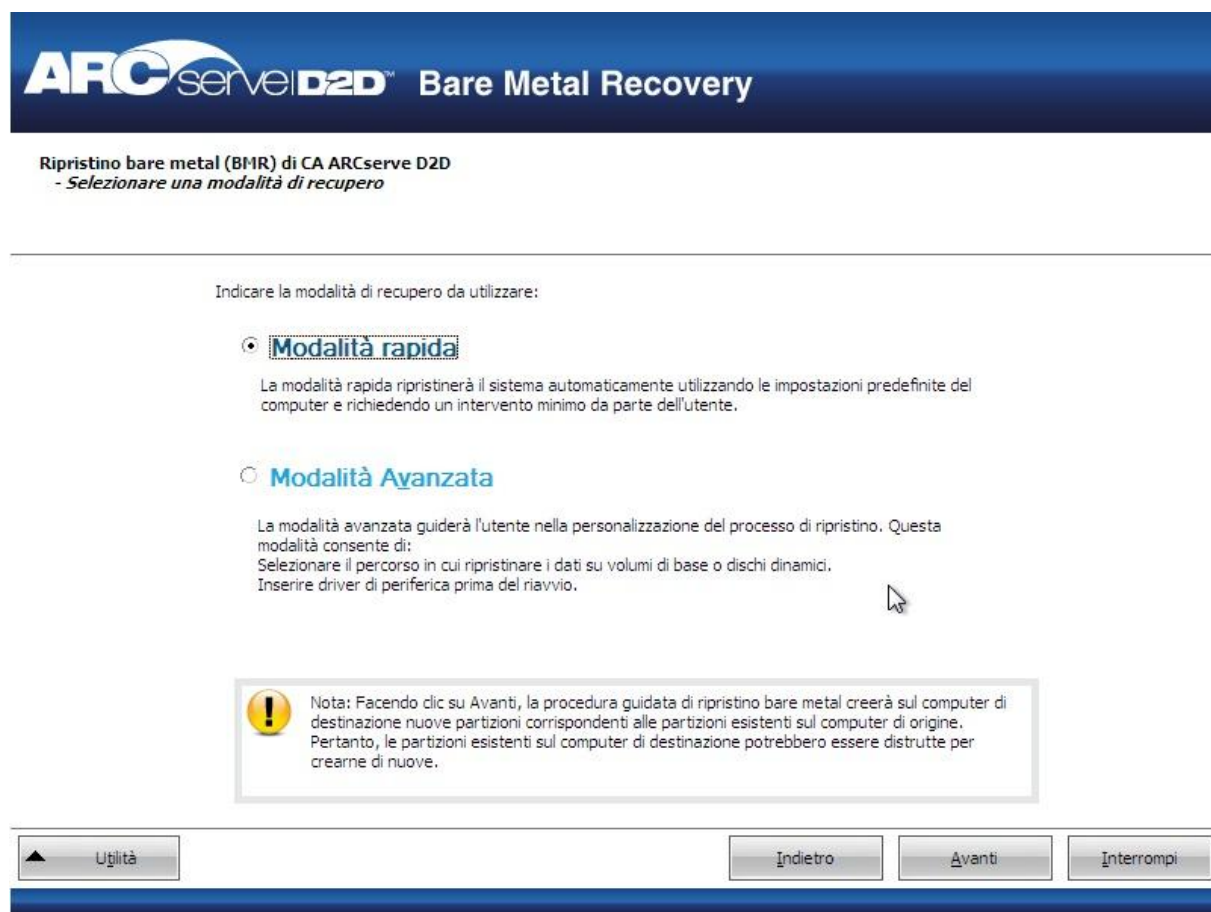 ARCserve D2D™ Bare Metal Recovery
Ripristino bare metal (BMR) di CA ARCserve D2D
- Selezionare una modalità di recupero
Indicare la modalità di recupero da utilizzare:
Modalità rapida
La modalità rapida ripristinerà il sistema automaticamente utilizzando le impostazioni predefinite del
computer e richiedendo un intervento minimo da parte dell'utente.
Modalità Avanzata
La modalità avanzata guiderà l'utente nella personalizzazione del processo di ripristino. Questa
modalità consente di:
Selezionare il percorso in cui ripristinare i dati su volumi di base o dischi dinamici.
Inserire driver di periferica prima del riavvio.
Nota: Facendo clic su Avanti, la procedura guidata di ripristino bare metal creerà sul computer di
destinazione nuove partizioni corrispondenti alle partizioni esistenti sul computer di origine.
Pertanto, le partizioni esistenti sul computer di destinazione potrebbero essere distrutte per
crearne di nuove.
Utilità
Indietro
Avanti
Interrompi